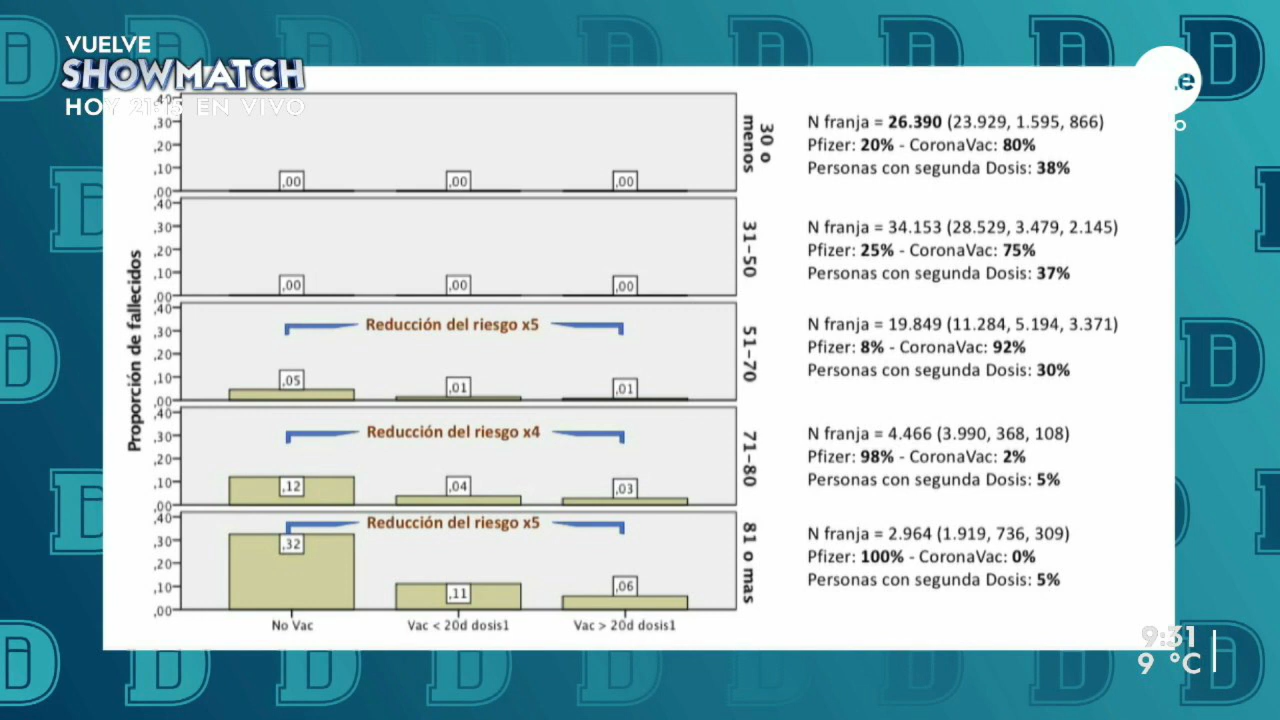 VUELVE
SHOWMATCH
HOY 21:15 EN VIVO
Proporción de fallecidos
,40
,30
,20
,10
,00
,00
,00
,00
30 o
menos
N franja = 26.390 (23.929, 1.595, 866)
Pfizer: 20% - CoronaVac: 80%
Personas con segunda Dosis: 38%
,40
,30
,20
,10
,00
,00
,00
,00
31-50
N franja = 34.153 (28.529, 3.479, 2.145)
Pfizer: 25% - CoronaVac: 75%
Personas con segunda Dosis: 37%
,40
,30
,20
,10
,00
Reducción del riesgo x5
,05
,01
,01
51-70
N franja = 19.849 (11.284, 5.194, 3.371)
Pfizer: 8% - CoronaVac: 92%
Personas con segunda Dosis: 30%
,40
,30
,20
,10
,00
Reducción del riesgo x4
,12
,04
,03
71-80
N franja = 4.466 (3.990, 368, 108)
Pfizer: 98% - CoronaVac: 2%
Personas con segunda Dosis: 5%
,40
,30
,20
,10
,00
Reducción del riesgo x5
,32
,11
,06
81 o mas
N franja = 2.964 (1.919, 736, 309)
Pfizer: 100% - CoronaVac: 0%
Personas con segunda Dosis: 5%
No Vac
Vac < 20d dosis1
Vac > 20d dosis1
9:31
9 °C